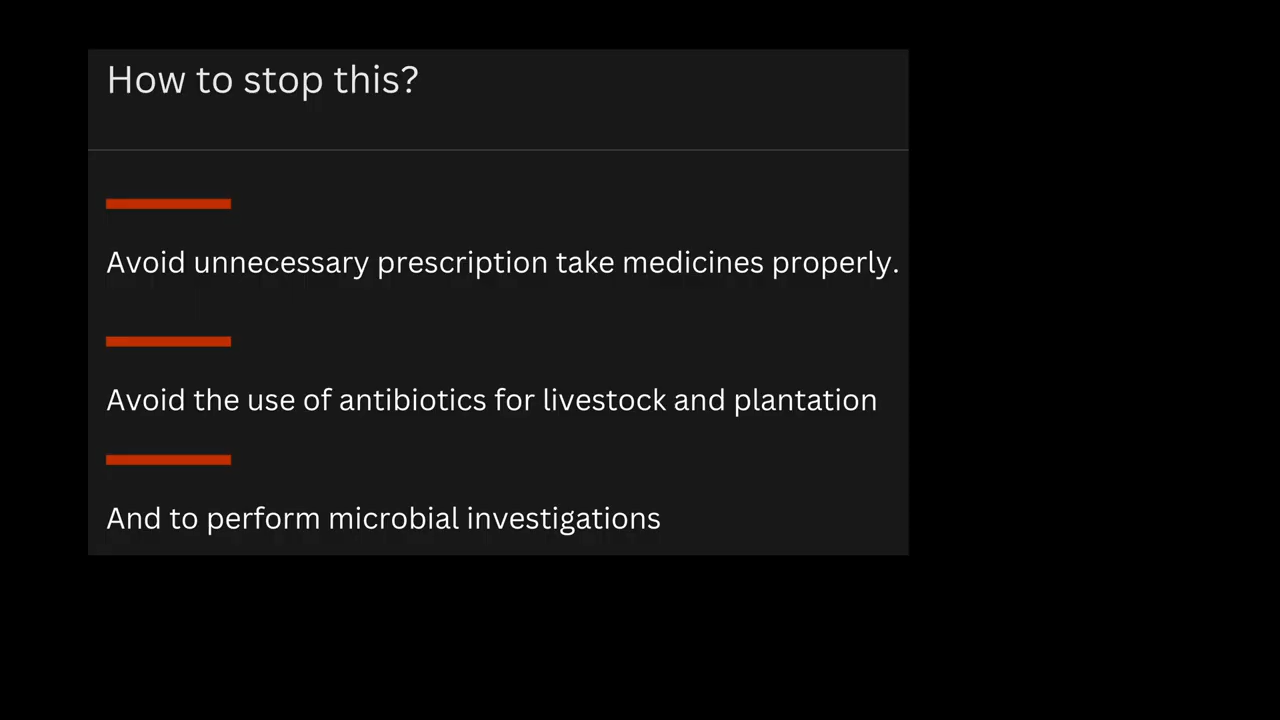 How to stop this?
Avoid unnecessary prescription take medicines properly.
Avoid the use of antibiotics for livestock and plantation
And to perform microbial investigations